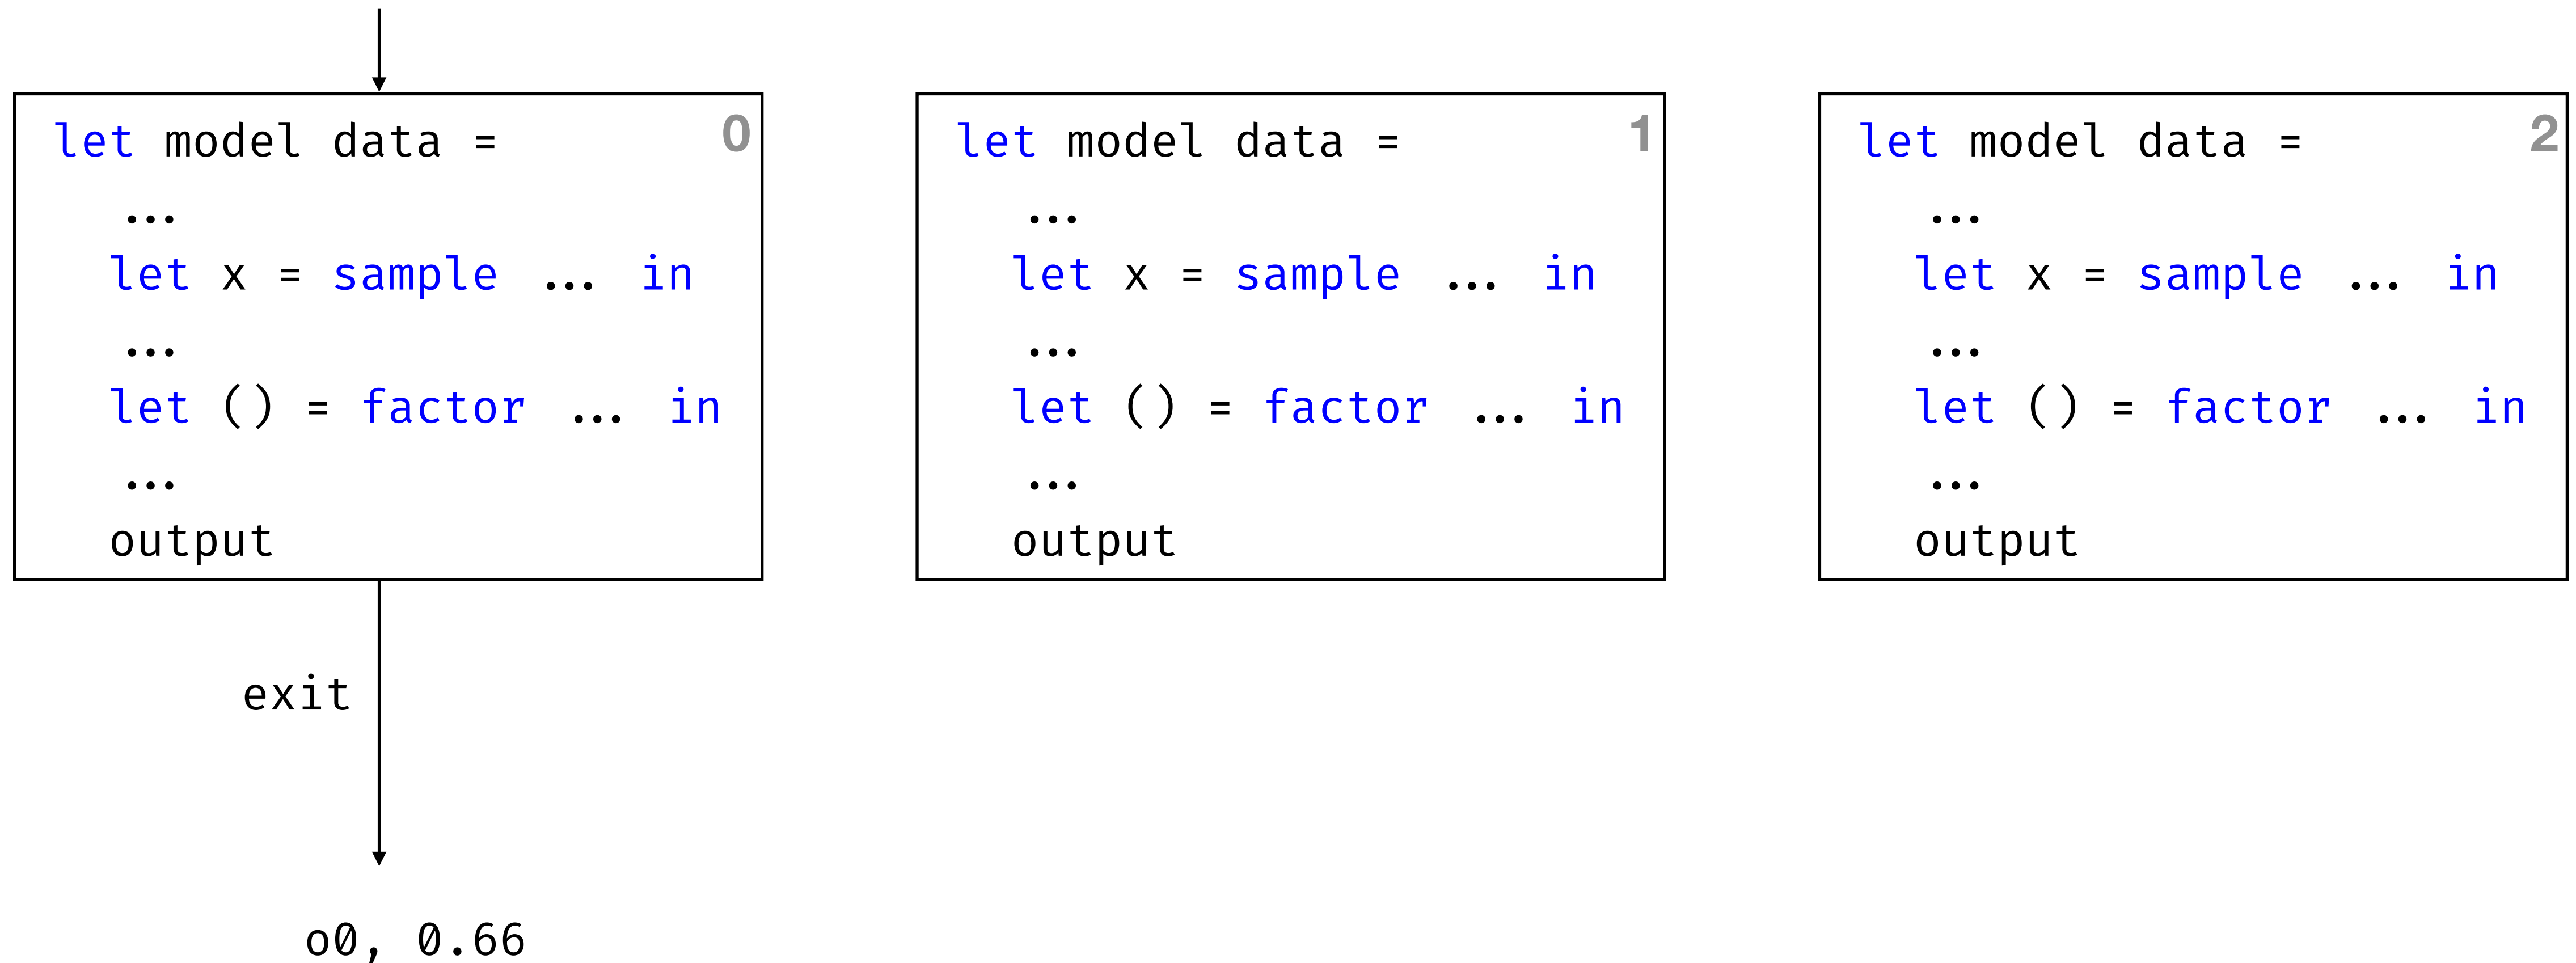 let model data = 0
...
let x = sample ... in
...
let () = factor ... in
...
output
let model data = 1
...
let x = sample ... in
...
let () = factor ... in
...
output
let model data = 2
...
let x = sample ... in
...
let () = factor ... in
...
output
exit
o0, 0.66